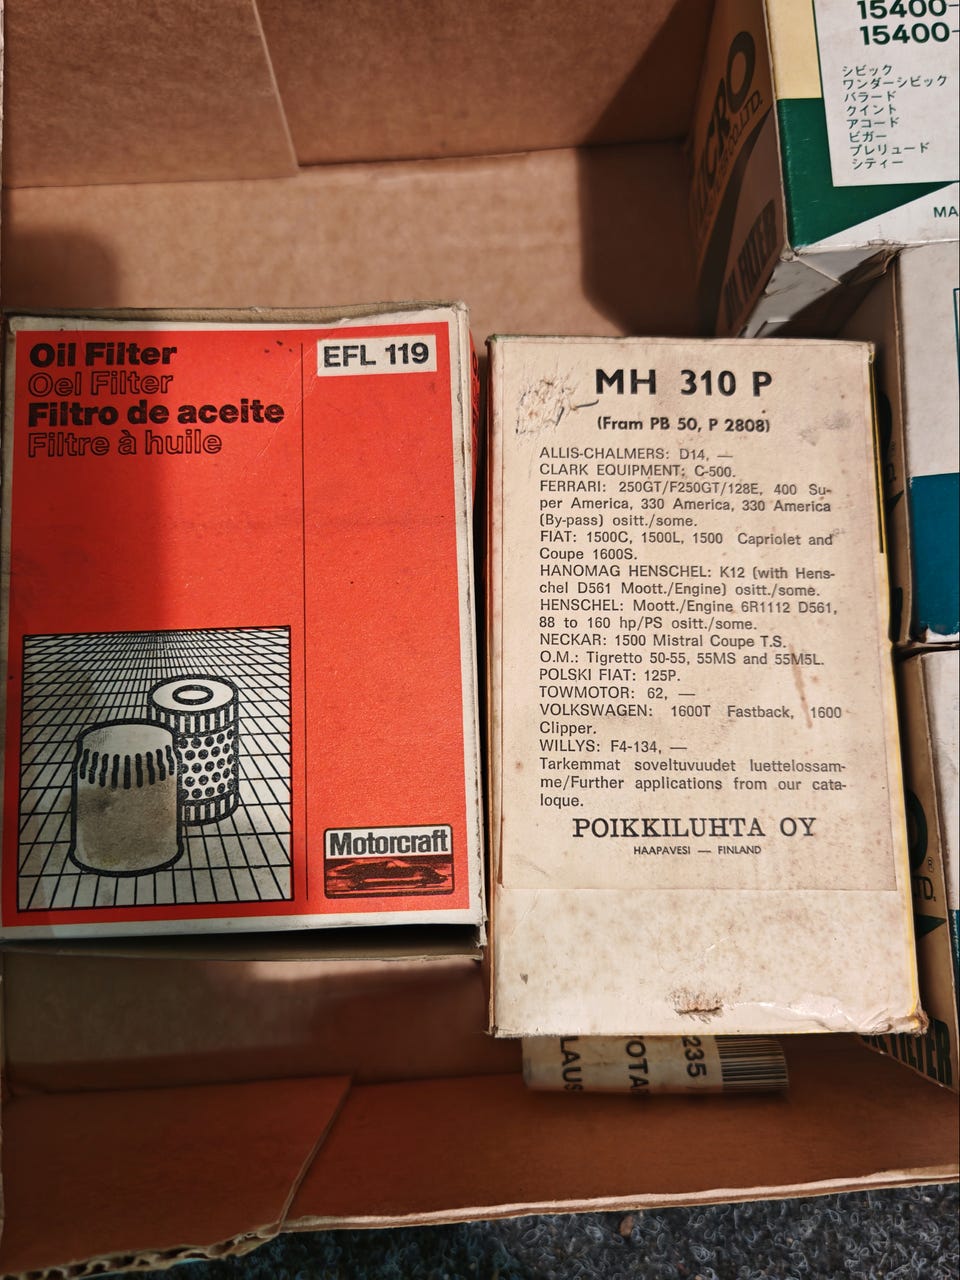 Oil Filter
Oel Filter
Filtro de aceite
Filtre à huile
EFL 119
Motorcraft
MH 310 P
(Fram PB 50, P 2808)
ALLIS-CHALMERS: D14, —
CLARK EQUIPMENT: C-500.
FERRARI: 250GT/F250GT/128E, 400 Su-
per America, 330 America, 330 America
(By-pass) ositt./some.
FIAT: 1500C, 1500L, 1500 Capriolet and
Coupe 1600S.
HANOMAG HENSCHEL: K12 (with Hens-
chel D561 Moott./Engine) ositt./some.
HENSCHEL: Moott./Engine 6R1112 D561,
88 to 160 hp/PS ositt./some.
NECKAR: 1500 Mistral Coupe T.S.
O.M.: Tigretto 50-55, 55MS and 55M5L.
POLSKI FIAT: 125P.
TOWMOTOR: 62, —
VOLKSWAGEN: 1600T Fastback, 1600
Clipper.
WILLYS: F4-134, —
Tarkemmat soveltuvuudet luettelossam-
me/Further applications from our cata-
loque.
POIKKILUHTA OY
HAAPAVESI — FINLAND
15400-
15400-
シビック
ワンダーシビック
バラード
クイント
アコード
ビガー
プレリュード
シティー
MA
CRO
CO.,LTD.
FILTER
235
OTA
LAUS